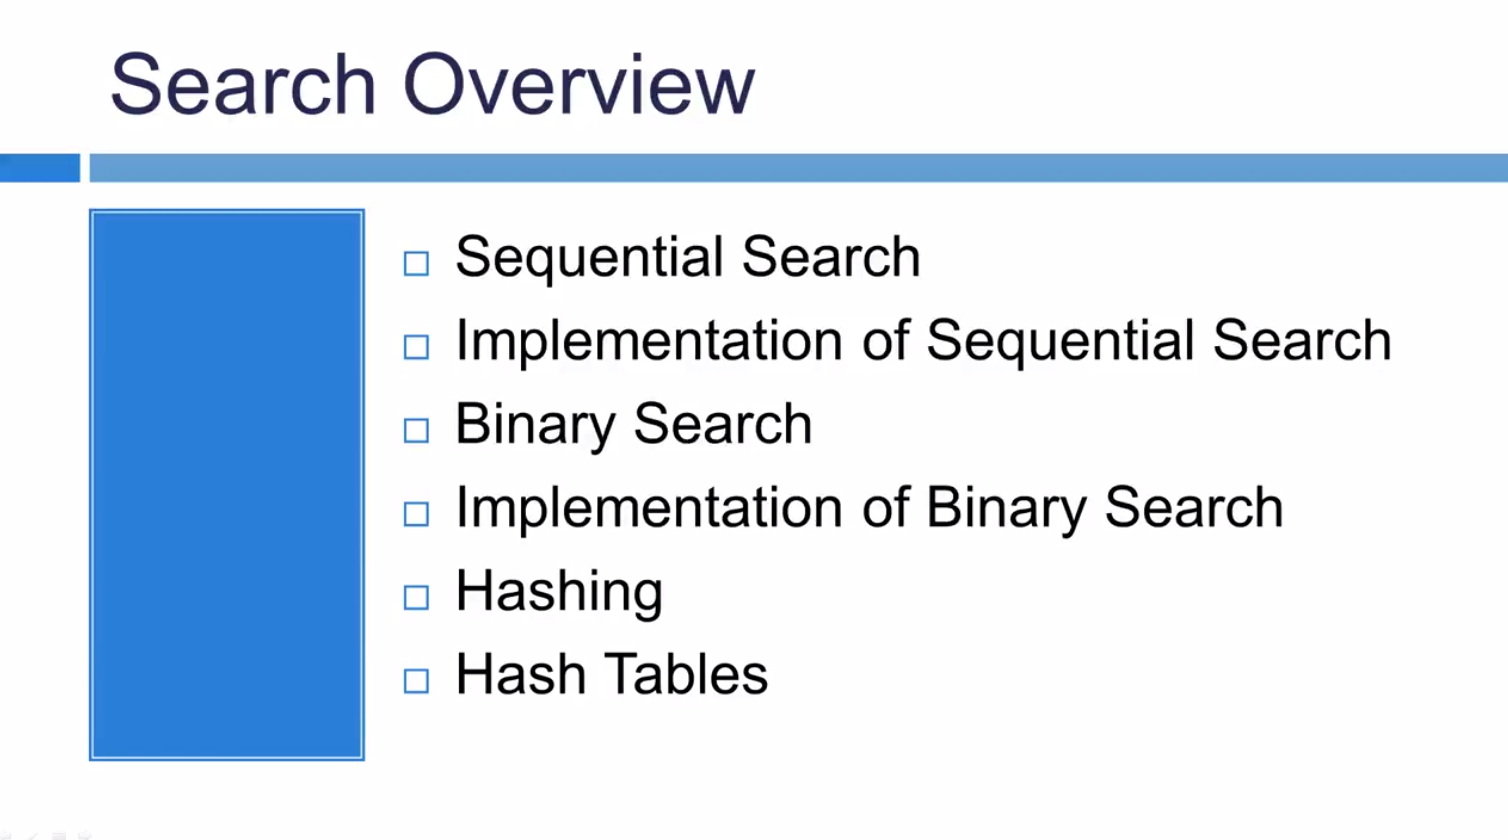 Search Overview
Sequential Search
Implementation of Sequential Search
Binary Search
Implementation of Binary Search
Hashing
Hash Tables